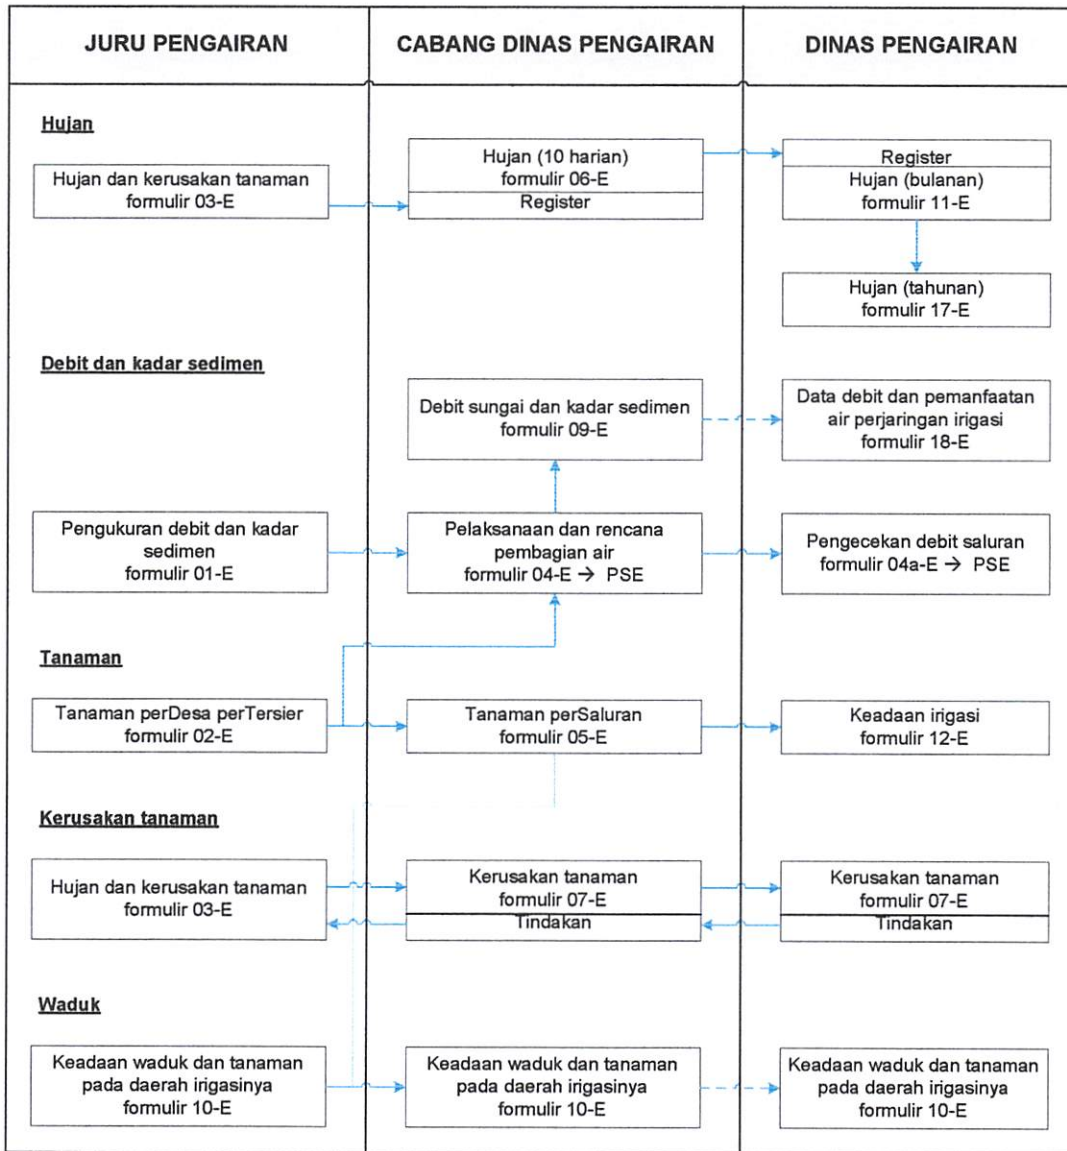 JURU PENGAIRAN
CABANG DINAS PENGAIRAN
DINAS PENGAIRAN
Hujan
Hujan dan kerusakan tanaman
formulir 03-E
Hujan (10 harian)
formulir 06-E
Register
Register
Hujan (bulanan)
formulir 11-E
Hujan (tahunan)
formulir 17-E
Debit dan kadar sedimen
Debit sungai dan kadar sedimen
formulir 09-E
Data debit dan pemanfaatan
air perjaringan irigasi
formulir 18-E
Pengukuran debit dan kadar
sedimen
formulir 01-E
Pelaksanaan dan rencana
pembagian air
formulir 04-E → PSE
Pengecekan debit saluran
formulir 04a-E → PSE
Tanaman
Tanaman perDesa perTersier
formulir 02-E
Tanaman perSaluran
formulir 05-E
Keadaan irigasi
formulir 12-E
Kerusakan tanaman
Hujan dan kerusakan tanaman
formulir 03-E
Kerusakan tanaman
formulir 07-E
Tindakan
Kerusakan tanaman
formulir 07-E
Tindakan
Waduk
Keadaan waduk dan tanaman
pada daerah irigasinya
formulir 10-E
Keadaan waduk dan tanaman
pada daerah irigasinya
formulir 10-E
Keadaan waduk dan tanaman
pada daerah irigasinya
formulir 10-E